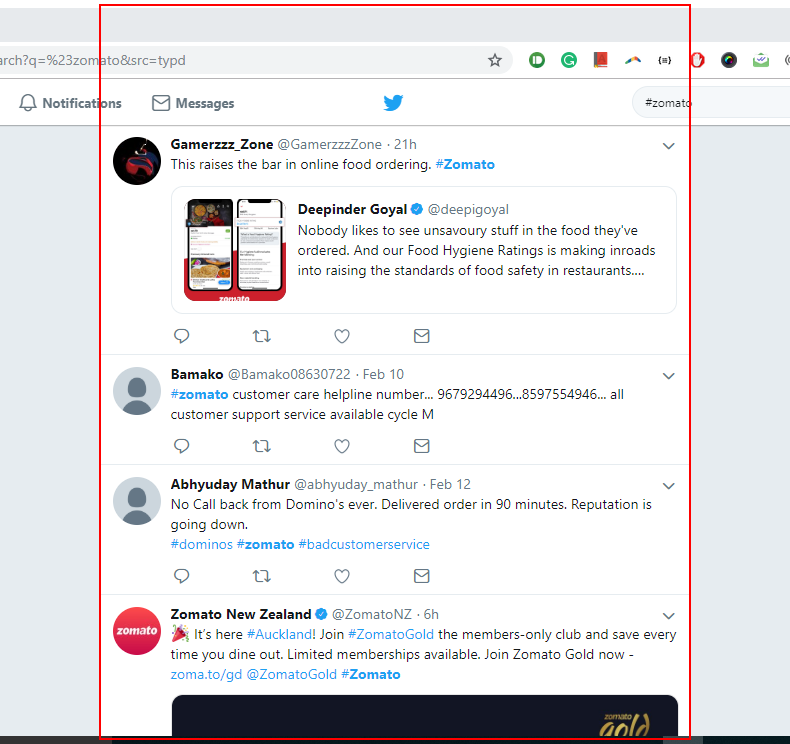 arch?q=%23zomato&src=typd
Notifications
Messages
#zomato
Gamerzzz_Zone @GamerzzzZone · 21h
This raises the bar in online food ordering. #Zomato
Deepinder Goyal @deepigoyal
Nobody likes to see unsavoury stuff in the food they've
ordered. And our Food Hygiene Ratings is making inroads
into raising the standards of food safety in restaurants....
zomato
Bamako @Bamako08630722 · Feb 10
#zomato customer care helpline number... 9679294496...8597554946... all
customer support service available cycle M
Abhyuday Mathur @abhyuday_mathur · Feb 12
No Call back from Domino's ever. Delivered order in 90 minutes. Reputation is
going down.
#dominos #zomato #badcustomerservice
zomato
Zomato New Zealand @ZomatoNZ · 6h
🎉 It's here #Auckland! Join #ZomatoGold the members-only club and save every
time you dine out. Limited memberships available. Join Zomato Gold now -
zoma.to/gd @ZomatoGold #Zomato
zomato
gold